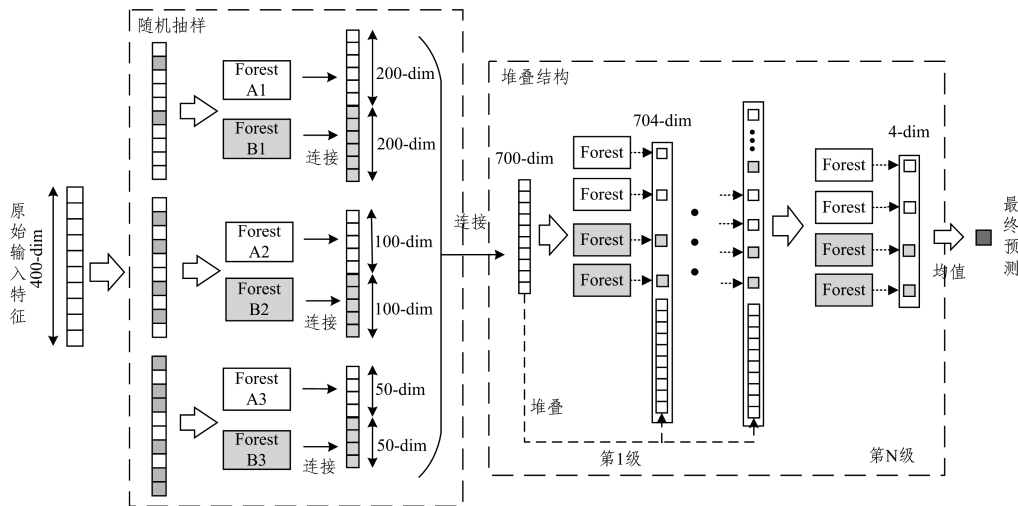 原始输入特征
400-dim
随机抽样
Forest
A1
Forest
B1
连接
200-dim
200-dim
Forest
A2
Forest
B2
连接
100-dim
100-dim
Forest
A3
Forest
B3
连接
50-dim
50-dim
连接
堆叠结构
700-dim
Forest
Forest
Forest
Forest
704-dim
堆叠
第1级
Forest
Forest
Forest
Forest
4-dim
第N级
均值
最终预测